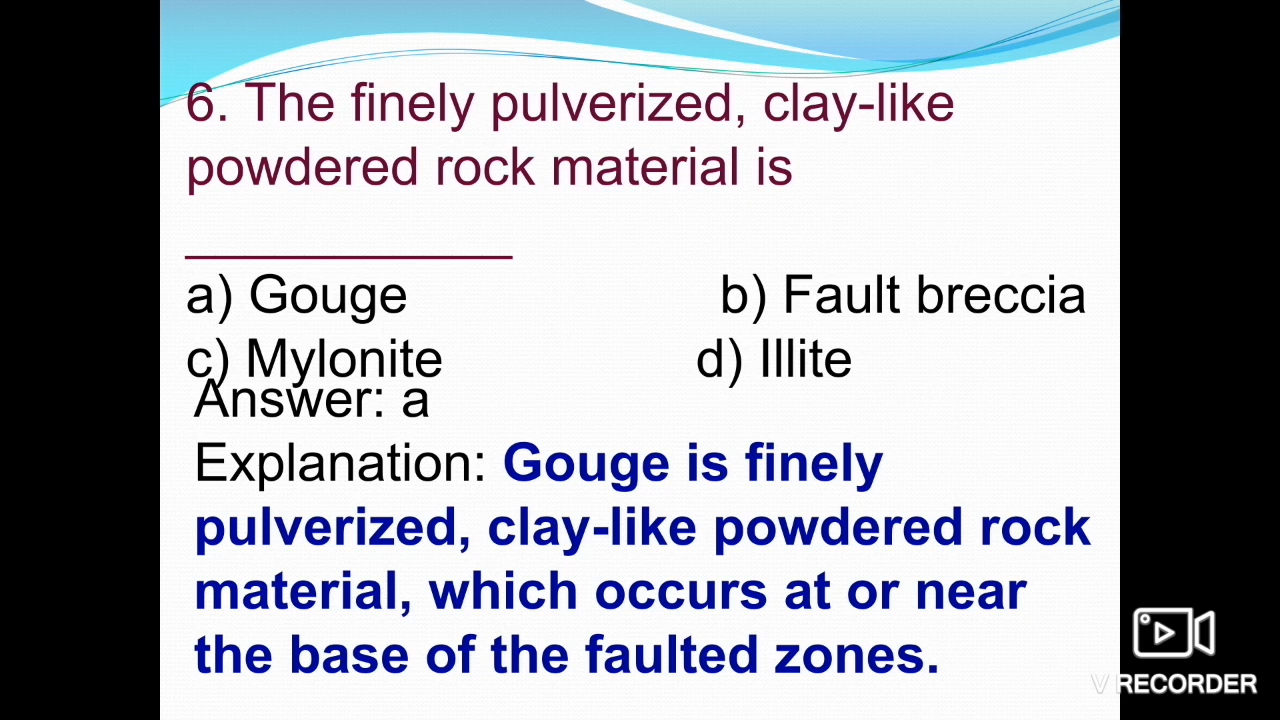 6. The finely pulverized, clay-like
powdered rock material is
____________
a) Gouge b) Fault breccia
c) Mylonite d) Illite
Answer: a
Explanation: Gouge is finely
pulverized, clay-like powdered rock
material, which occurs at or near
the base of the faulted zones.
V RECORDER